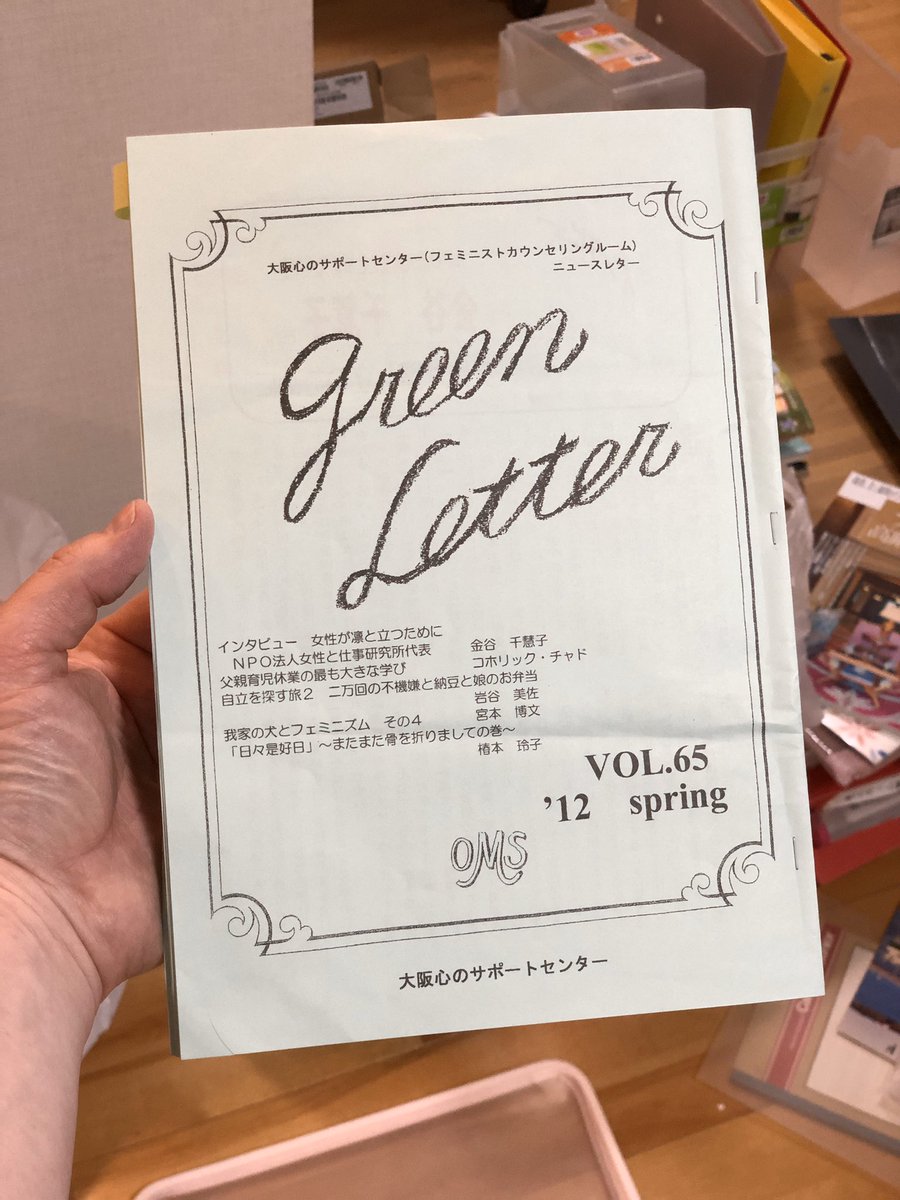 大阪心のサポートセンター(フェミニストカウンセリングルーム)
ニュースレター
green
Letter
インタビュー 女性が凛と立つために
NPO法人女性と仕事研究所代表 金谷 千慧子
父親育児休業の最も大きな学び コホリック・チャド
自立を探す旅2 二万回の不機嫌と納豆と娘のお弁当
岩谷 美佐
我家の犬とフェミニズム その4 宮本 博文
「日々是好日」～またまた骨を折りましての巻～
椿本 玲子
VOL.65
’12 spring
OMS
大阪心のサポートセンター